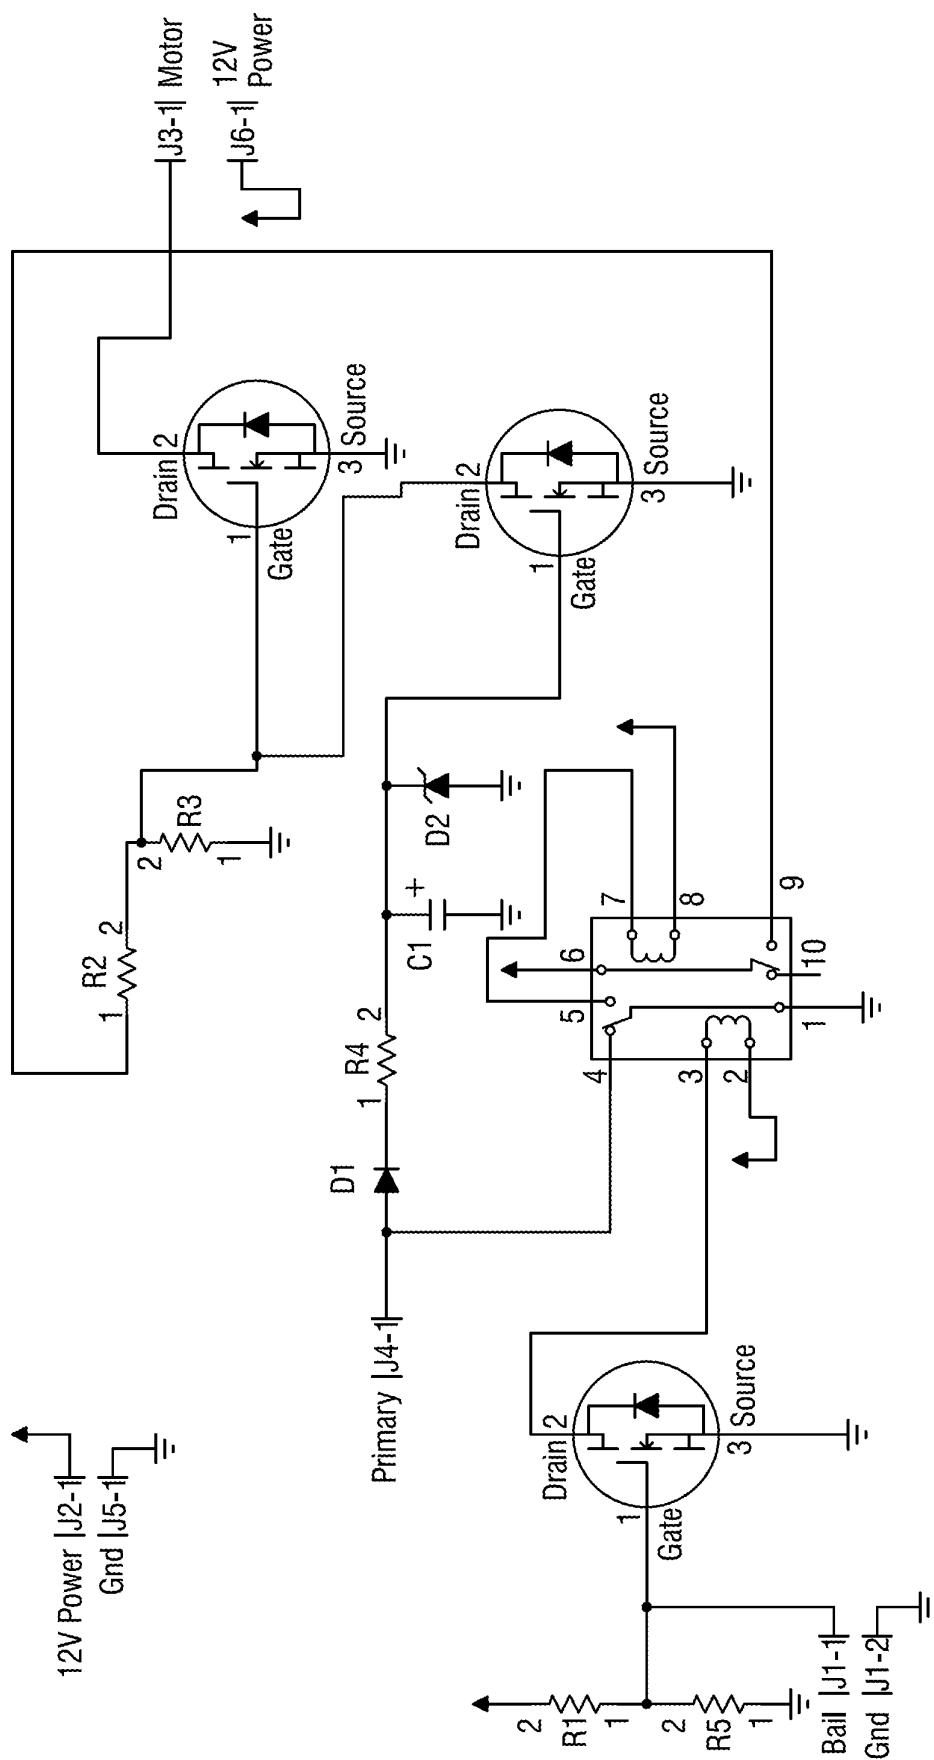 12V Power J2-1
Gnd J5-1
J3-1 Motor
J6-1 12V
Power
1 R2 2
2 R3 1
Drain 2
1
Gate
3 Source
Primary J4-1
D1
1 R4 2
C1 +
D2
Drain 2
1
Gate
3 Source
4
5
6
7
3
2
1
10
8
9
Drain 2
1
Gate
3 Source
2 R1 1
2 R5 1
Bail J1-1
Gnd J1-2